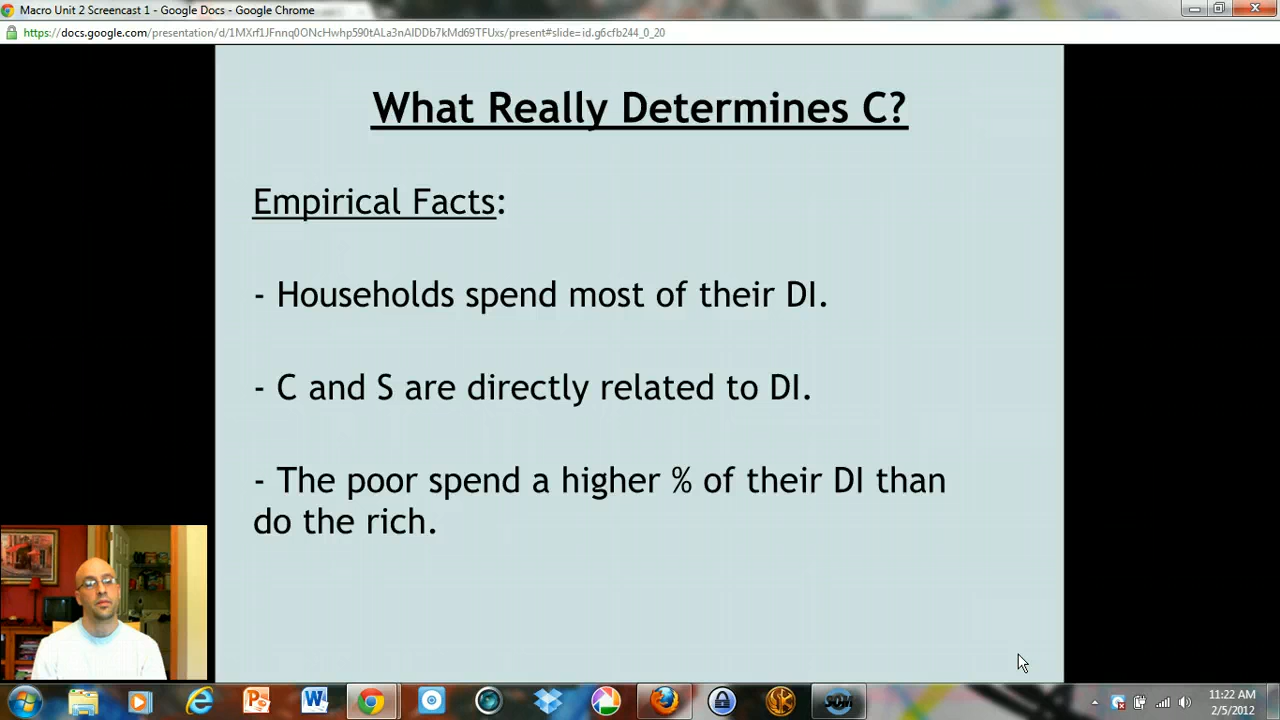 Macro Unit 2 Screencast 1 - Google Docs - Google Chrome
https://docs.google.com/presentation/d/1MXrf1JFnnq0ONcHwhp590tALa3nAlDDb7kMd69TFUxs/present#slide=id.g6cfb244_0_20
What Really Determines C?
Empirical Facts:
- Households spend most of their DI.
- C and S are directly related to DI.
- The poor spend a higher % of their DI than
do the rich.
11:22 AM
2/5/2012